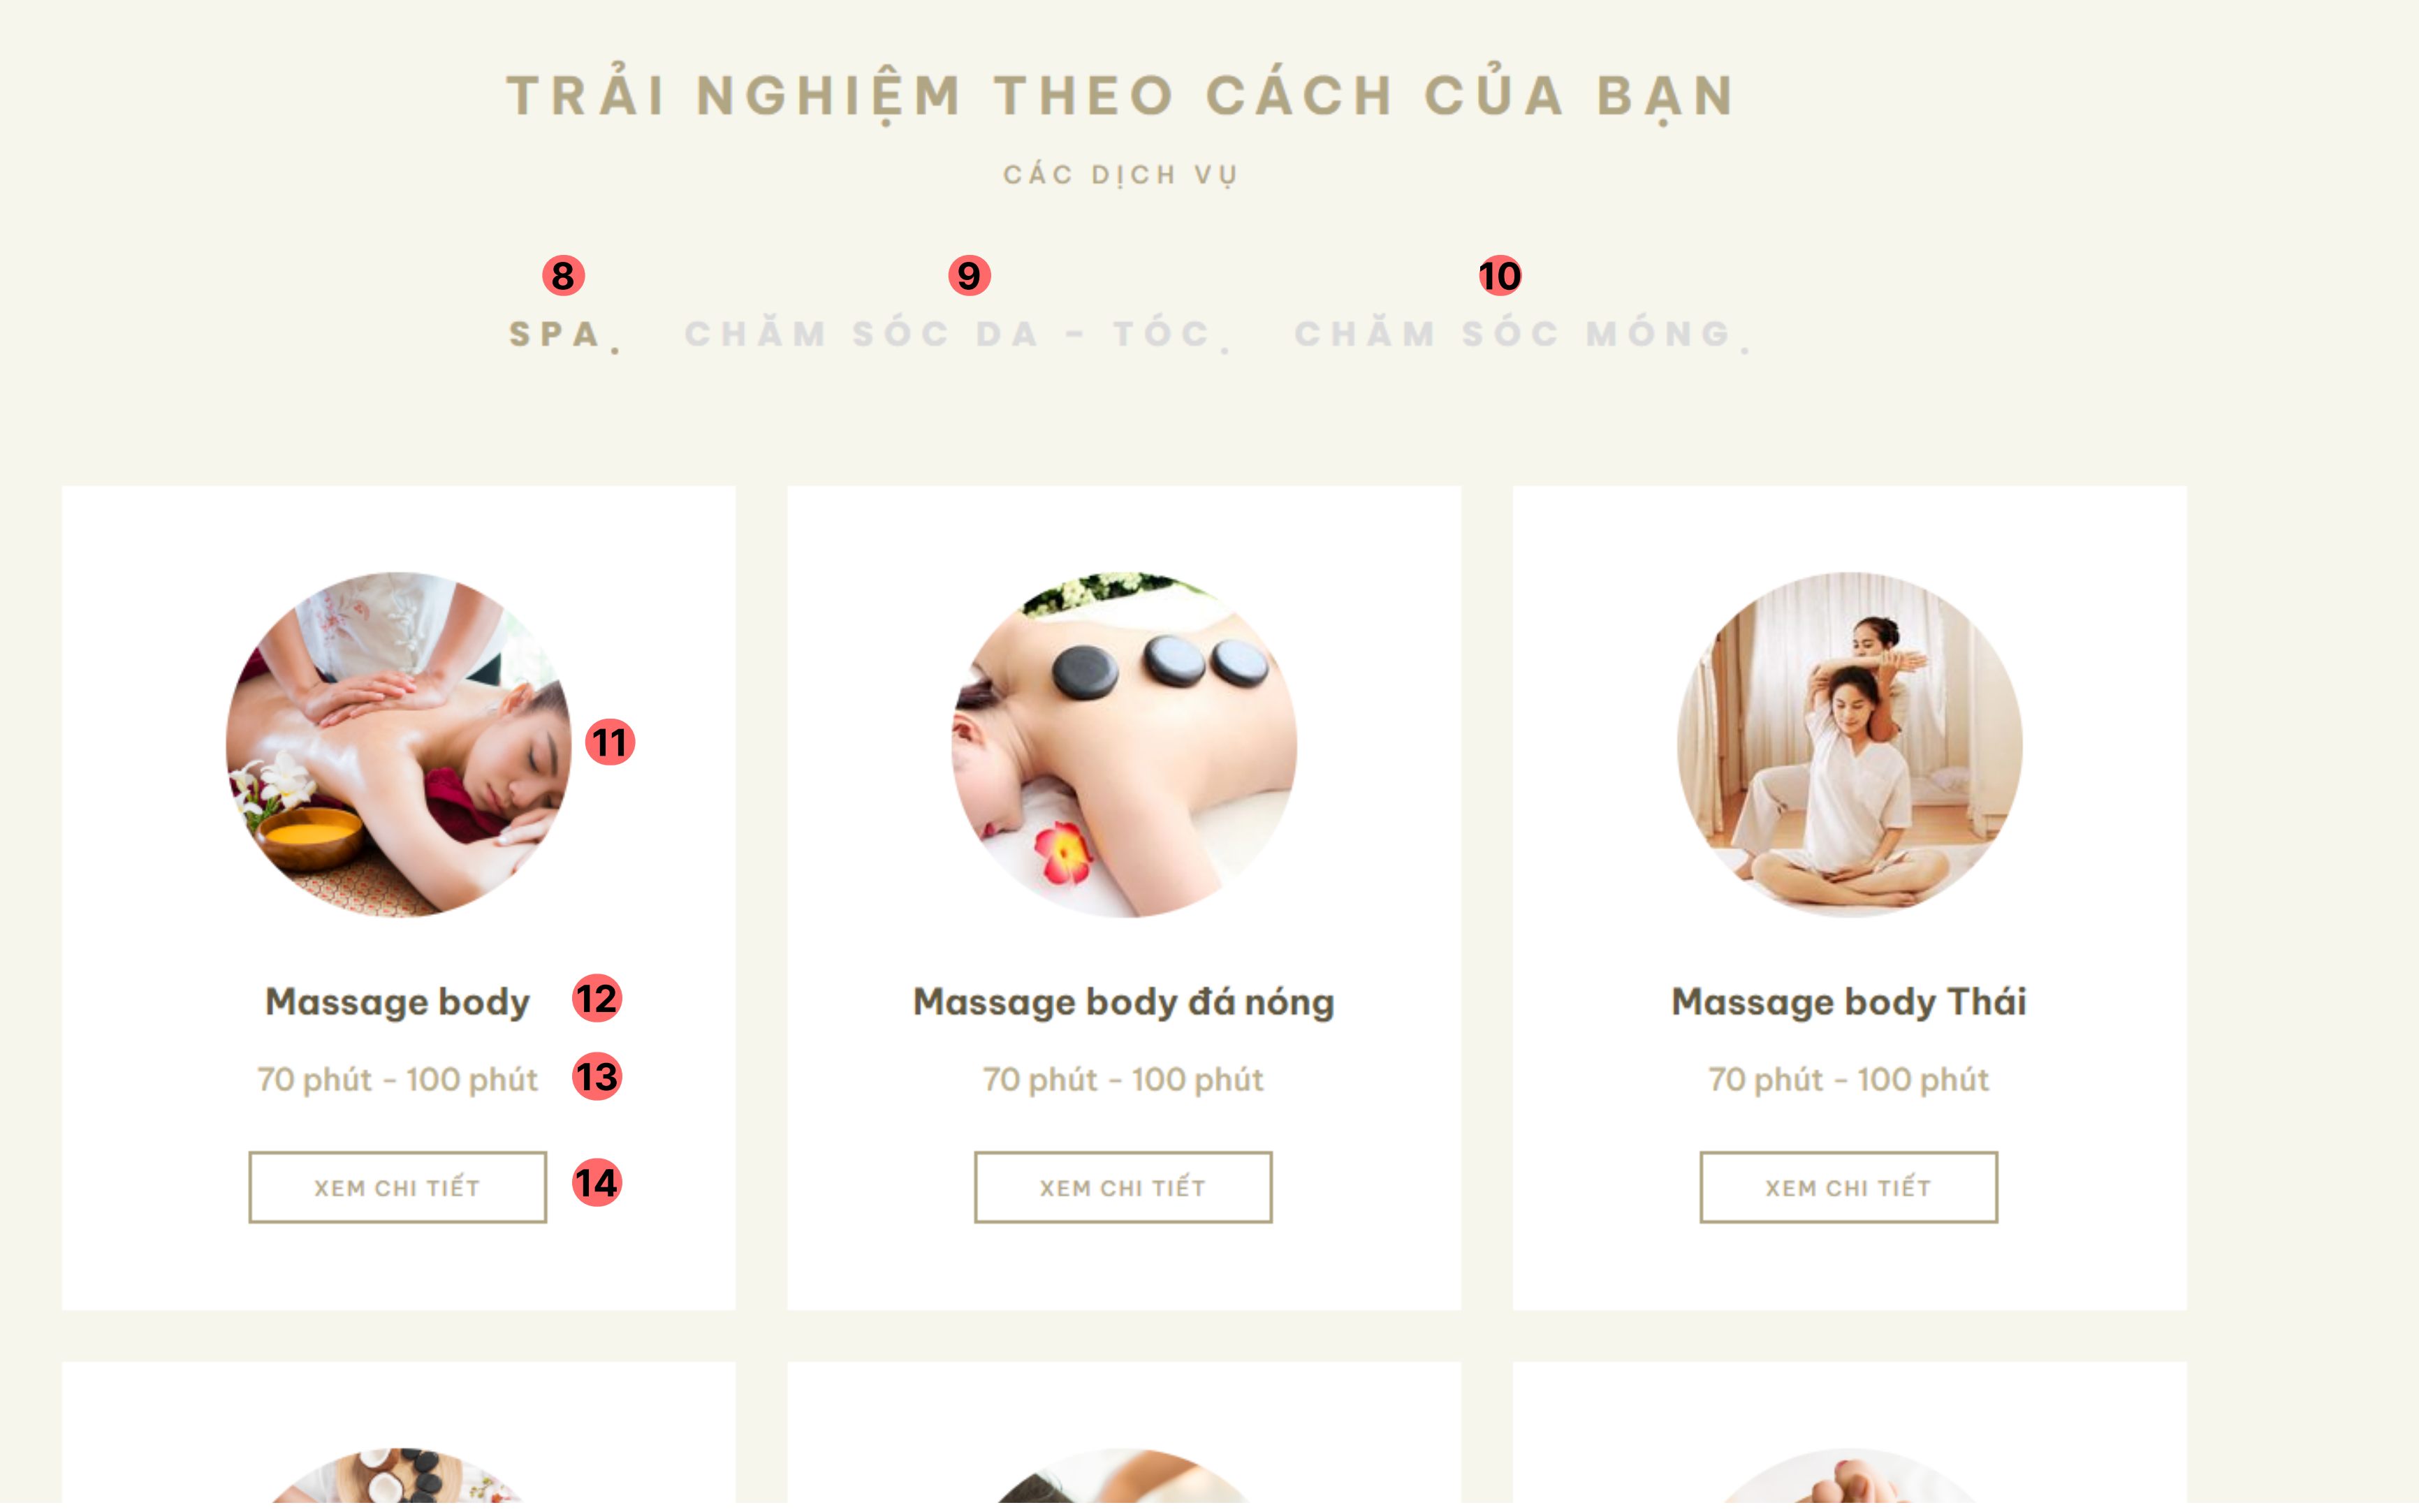 TRẢI NGHIỆM THEO CÁCH CỦA BẠN
CÁC DỊCH VỤ
8 9 10
SPA. CHĂM SÓC DA - TÓC. CHĂM SÓC MÓNG.
11
Massage body 12 Massage body đá nóng Massage body Thái
70 phút - 100 phút 13 70 phút - 100 phút 70 phút - 100 phút
XEM CHI TIẾT 14 XEM CHI TIẾT XEM CHI TIẾT